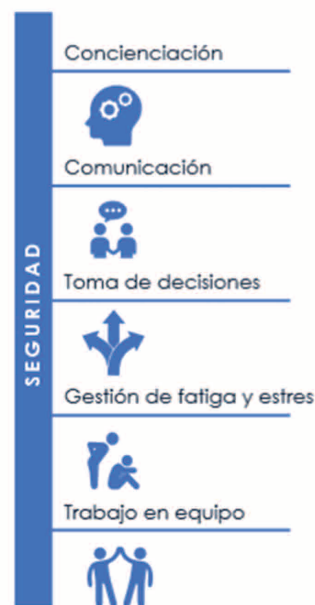 Concienciación
Comunicación
Toma de decisiones
Gestión de fatiga y estres
Trabajo en equipo
SEGURIDAD